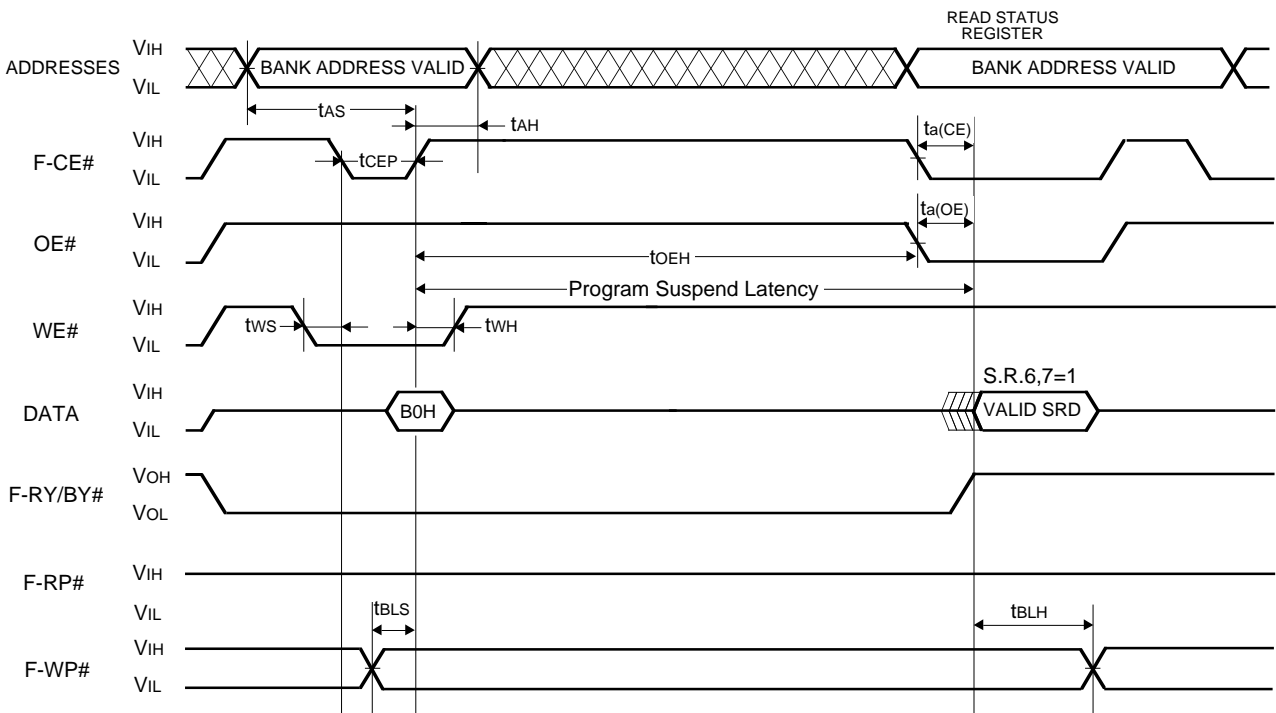 READ STATUS
REGISTER
ADDRESSES
VIH
VIL
BANK ADDRESS VALID
BANK ADDRESS VALID
tAS
tAH
F-CE#
VIH
VIL
tCEP
ta(CE)
OE#
VIH
VIL
ta(OE)
tOEH
Program Suspend Latency
WE#
VIH
VIL
tWS
tWH
DATA
VIH
VIL
B0H
S.R.6,7=1
VALID SRD
F-RY/BY#
VOH
VOL
F-RP#
VIH
VIL
tBLS
tBLH
F-WP#
VIH
VIL